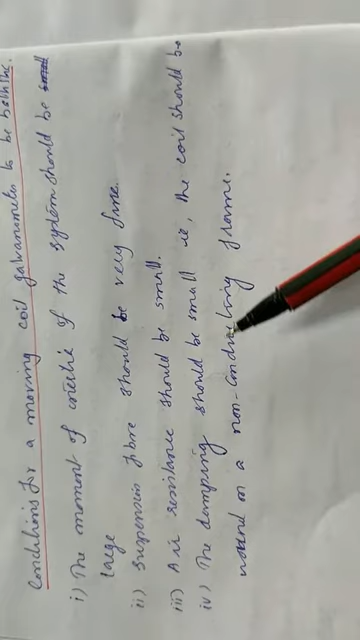 Conditions for a moving coil galvanometer to be ballistic.
i) The moment of inertia of the system should be
large
ii) Suspension fibre should be very fine.
iii) Air resistance should be small.
iv) The damping should be small ie, the coil should be
wound on a non-conducting frame.